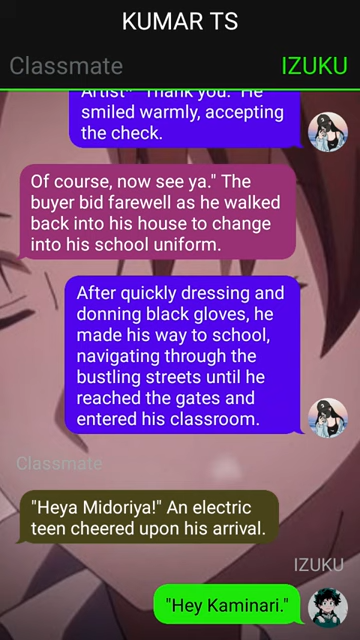 KUMAR TS
Classmate
IZUKU
Artist" "Thank you." He
smiled warmly, accepting
the check.
Of course, now see ya." The
buyer bid farewell as he walked
back into his house to change
into his school uniform.
After quickly dressing and
donning black gloves, he
made his way to school,
navigating through the
bustling streets until he
reached the gates and
entered his classroom.
Classmate
"Heya Midoriya!" An electric
teen cheered upon his arrival.
IZUKU
"Hey Kaminari."